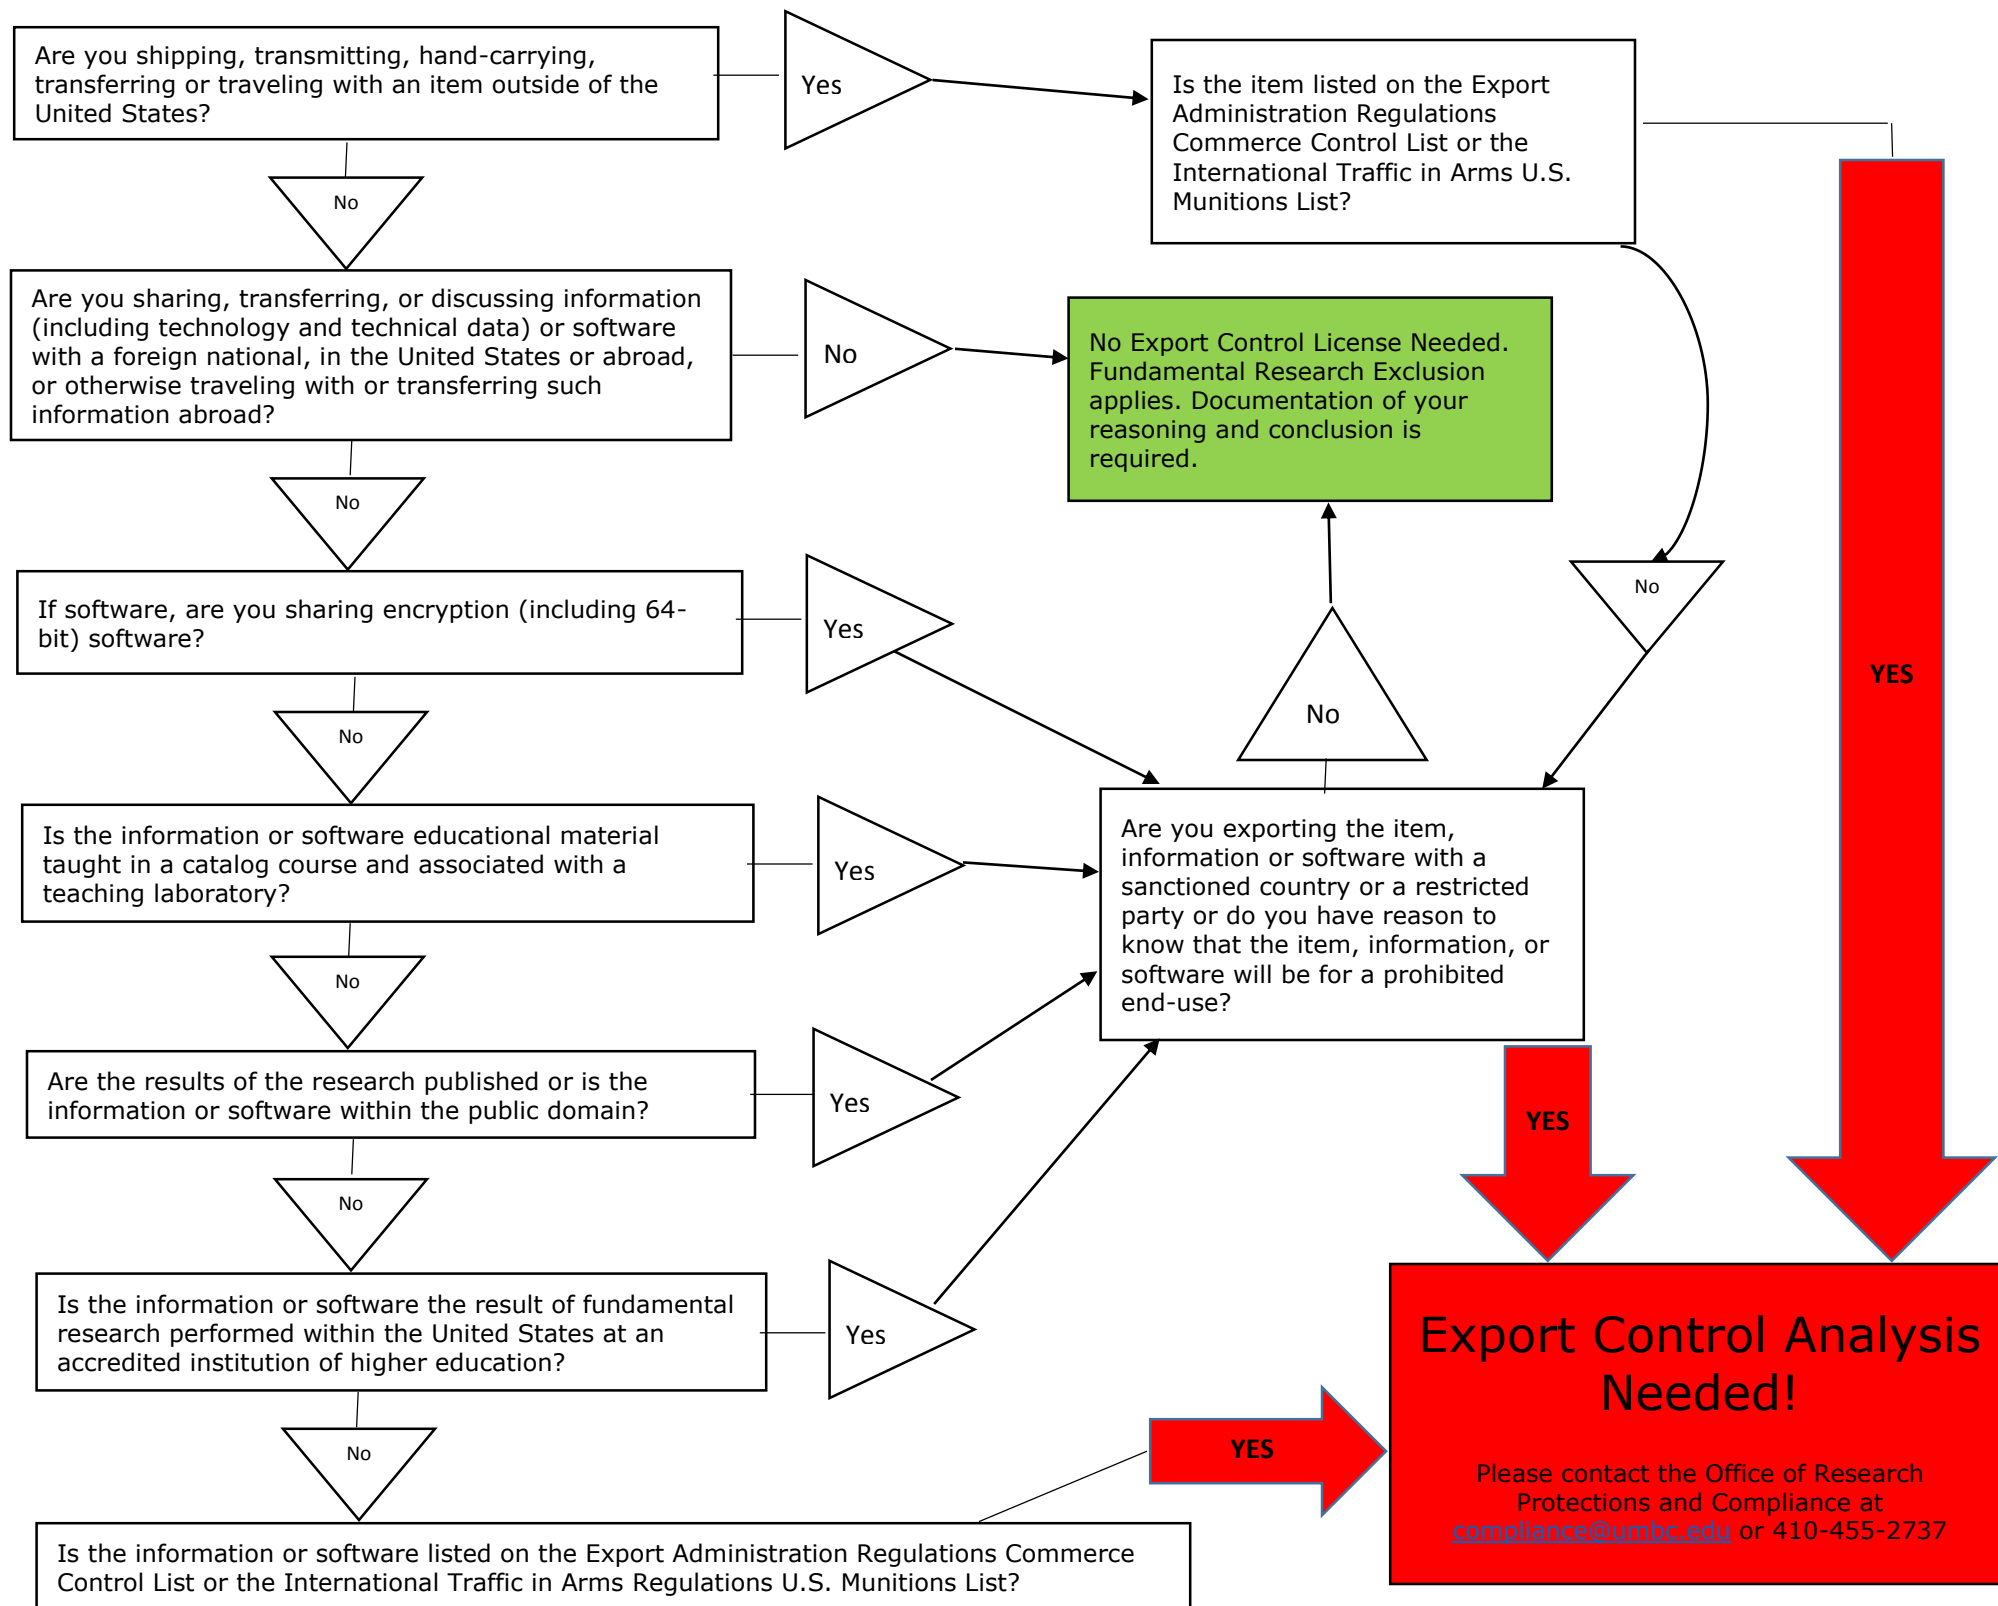 Are you shipping, transmitting, hand-carrying,
transferring or traveling with an item outside of the
United States?
Yes
Is the item listed on the Export
Administration Regulations
Commerce Control List or the
International Traffic in Arms U.S.
Munitions List?
No
Are you sharing, transferring, or discussing information
(including technology and technical data) or software
with a foreign national, in the United States or abroad,
or otherwise traveling with or transferring such
information abroad?
No
No Export Control License Needed.
Fundamental Research Exclusion
applies. Documentation of your
reasoning and conclusion is
required.
No
No
If software, are you sharing encryption (including 64-
bit) software?
Yes
No
YES
No
Is the information or software educational material
taught in a catalog course and associated with a
teaching laboratory?
Yes
Are you exporting the item,
information or software with a
sanctioned country or a restricted
party or do you have reason to
know that the item, information, or
software will be for a prohibited
end-use?
No
Are the results of the research published or is the
information or software within the public domain?
Yes
YES
No
Is the information or software the result of fundamental
research performed within the United States at an
accredited institution of higher education?
Yes
Export Control Analysis
Needed!
Please contact the Office of Research
Protections and Compliance at
compliance@umbc.edu or 410-455-2737
No
YES
Is the information or software listed on the Export Administration Regulations Commerce
Control List or the International Traffic in Arms Regulations U.S. Munitions List?